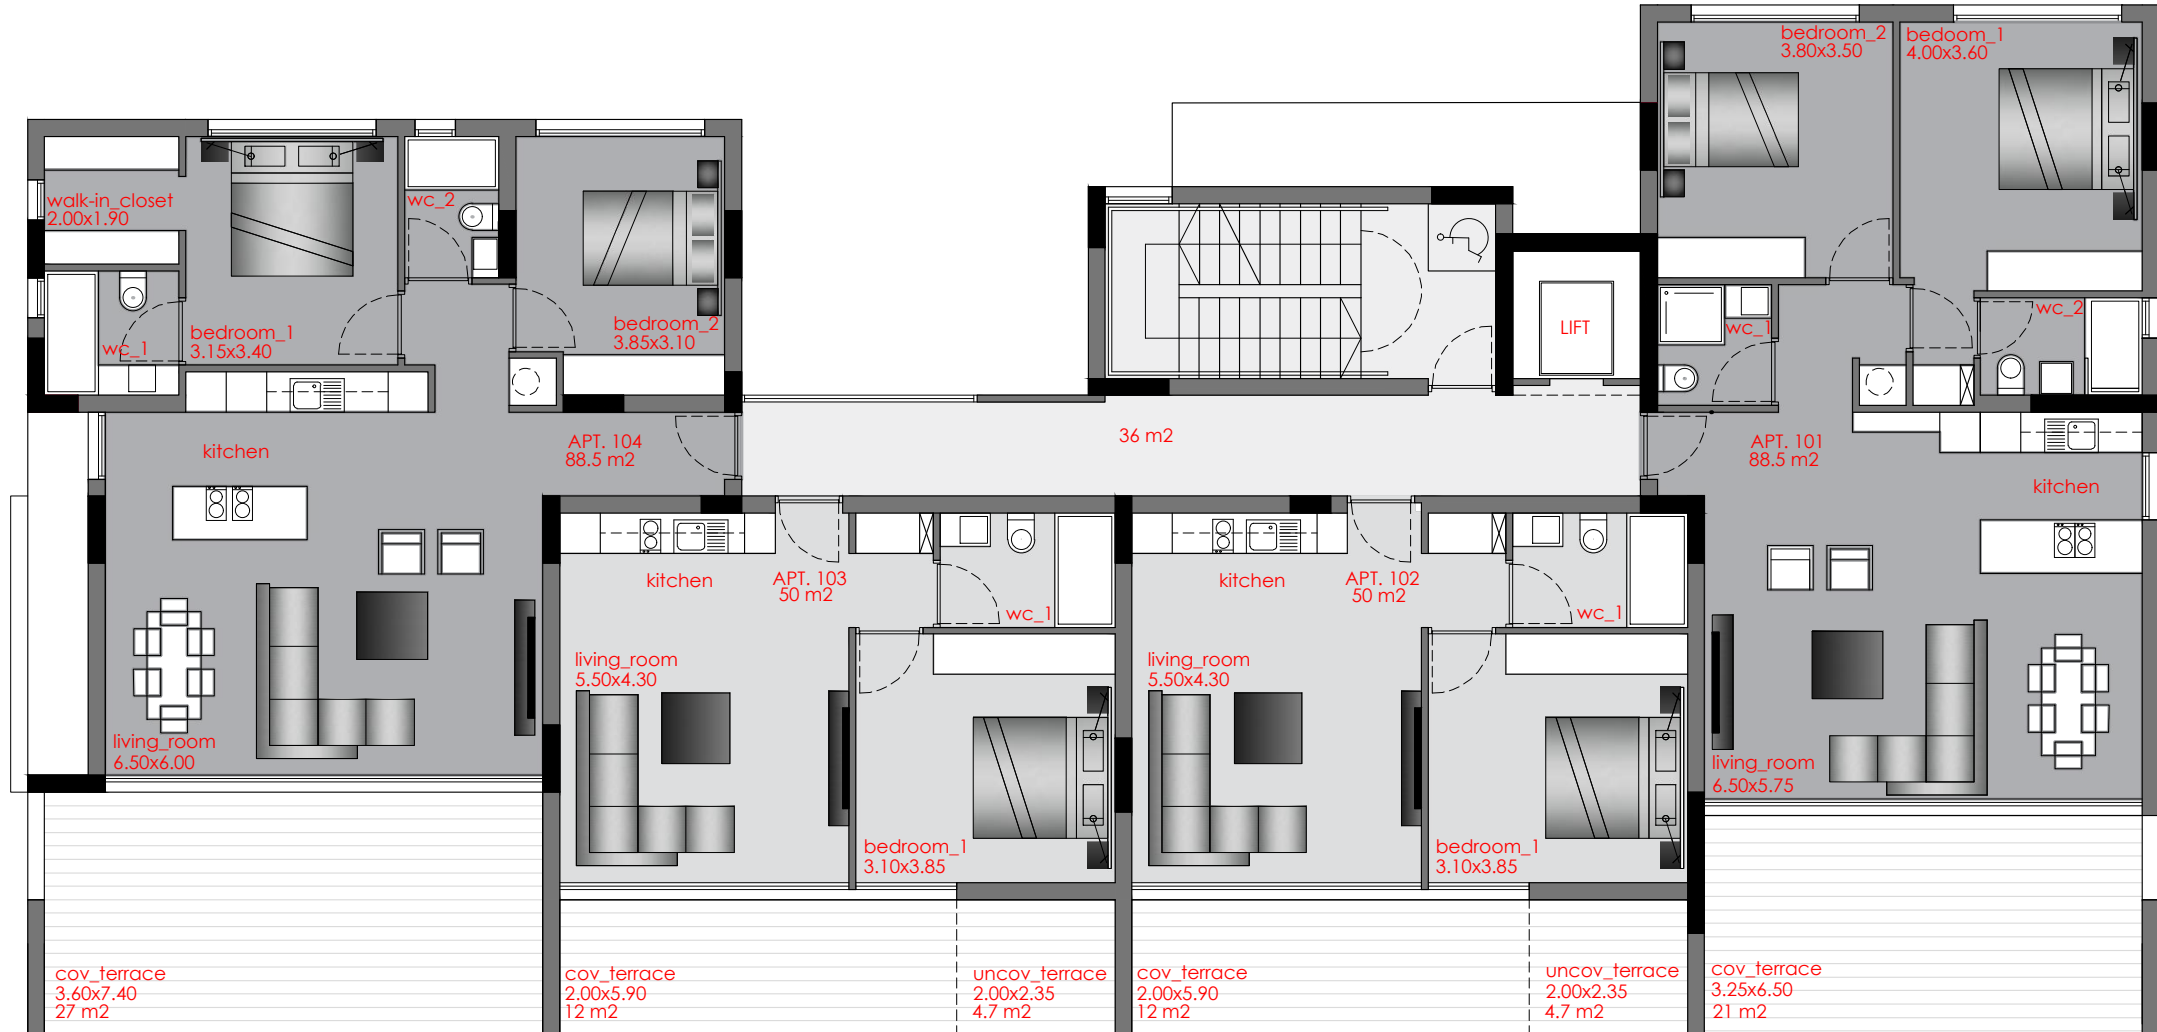 bedroom_2
3.80x3.50
bedoom_1
4.00x3.60
walk-in_closet
2.00x1.90
wc_2
bedroom_1
3.15x3.40
wc_1
bedroom_2
3.85x3.10
LIFT
wc_1
wc_2
kitchen
APT. 104
88.5 m2
36 m2
APT. 101
88.5 m2
kitchen
kitchen
APT. 103
50 m2
wc_1
kitchen
APT. 102
50 m2
wc_1
living_room
6.50x6.00
living_room
5.50x4.30
bedroom_1
3.10x3.85
living_room
5.50x4.30
bedroom_1
3.10x3.85
living_room
6.50x5.75
cov_terrace
3.60x7.40
27 m2
cov_terrace
2.00x5.90
12 m2
uncov_terrace
2.00x2.35
4.7 m2
cov_terrace
2.00x5.90
12 m2
uncov_terrace
2.00x2.35
4.7 m2
cov_terrace
3.25x6.50
21 m2